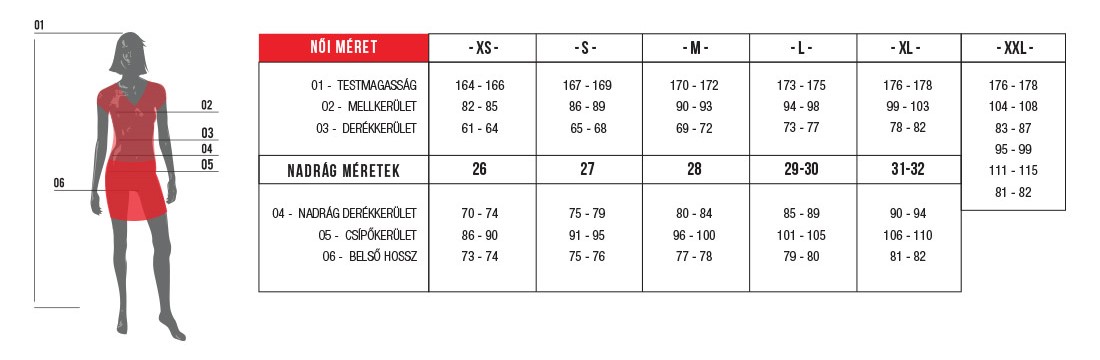 01
02
03
04
05
06
NŐI MÉRET - XS - - S - - M - - L - - XL - - XXL -
01 - TESTMAGASSÁG 164 - 166 167 - 169 170 - 172 173 - 175 176 - 178 176 - 178
02 - MELLKERÜLET 82 - 85 86 - 89 90 - 93 94 - 98 99 - 103 104 - 108
03 - DERÉKKERÜLET 61 - 64 65 - 68 69 - 72 73 - 77 78 - 82 83 - 87
95 - 99
NADRÁG MÉRETEK 26 27 28 29-30 31-32 111 - 115
81 - 82
04 - NADRÁG DERÉKKERÜLET 70 - 74 75 - 79 80 - 84 85 - 89 90 - 94
05 - CSÍPŐKERÜLET 86 - 90 91 - 95 96 - 100 101 - 105 106 - 110
06 - BELSŐ HOSSZ 73 - 74 75 - 76 77 - 78 79 - 80 81 - 82